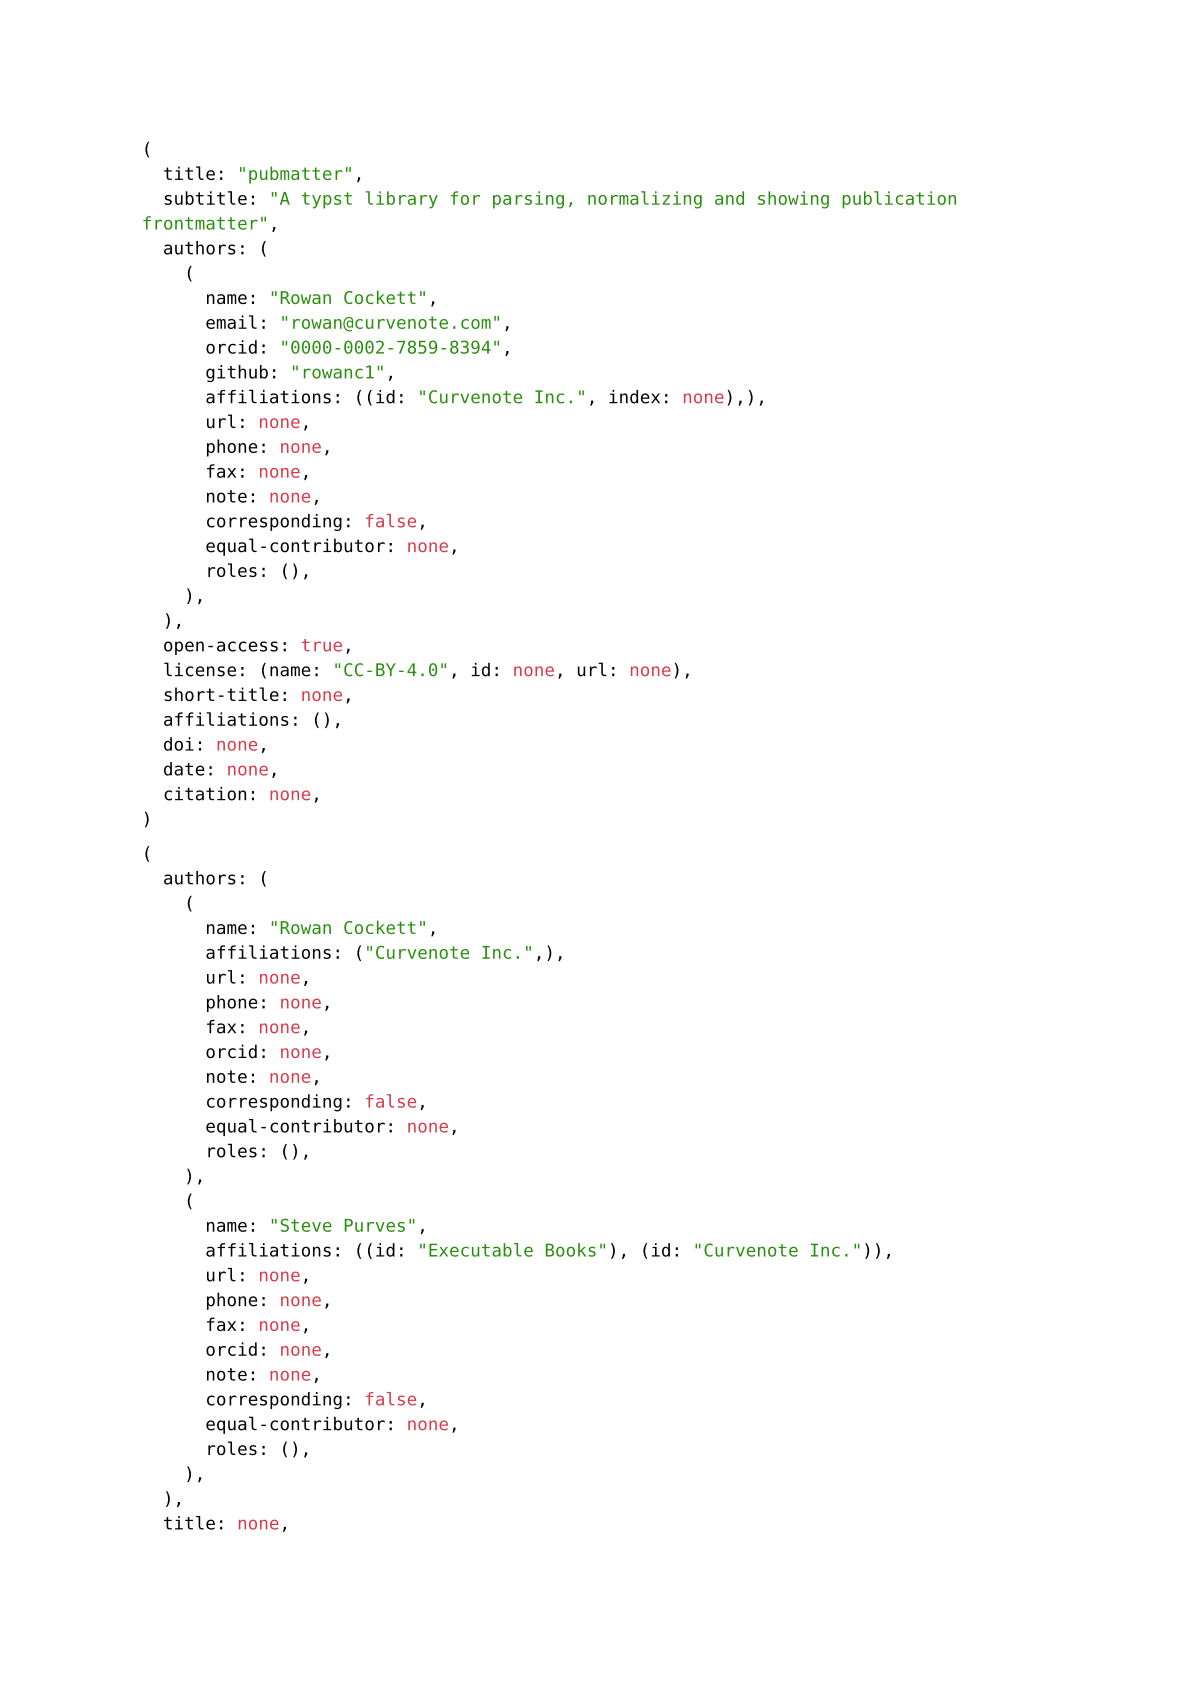 (
  title: "pubmatter",
  subtitle: "A typst library for parsing, normalizing and showing publication
frontmatter",
  authors: (
    (
      name: "Rowan Cockett",
      email: "rowan@curvenote.com",
      orcid: "0000-0002-7859-8394",
      github: "rowanc1",
      affiliations: ((id: "Curvenote Inc.", index: none),),
      url: none,
      phone: none,
      fax: none,
      note: none,
      corresponding: false,
      equal-contributor: none,
      roles: (),
    ),
  ),
  open-access: true,
  license: (name: "CC-BY-4.0", id: none, url: none),
  short-title: none,
  affiliations: (),
  doi: none,
  date: none,
  citation: none,
)
(
  authors: (
    (
      name: "Rowan Cockett",
      affiliations: ("Curvenote Inc.",),
      url: none,
      phone: none,
      fax: none,
      orcid: none,
      note: none,
      corresponding: false,
      equal-contributor: none,
      roles: (),
    ),
    (
      name: "Steve Purves",
      affiliations: ((id: "Executable Books"), (id: "Curvenote Inc.")),
      url: none,
      phone: none,
      fax: none,
      orcid: none,
      note: none,
      corresponding: false,
      equal-contributor: none,
      roles: (),
    ),
  ),
  title: none,